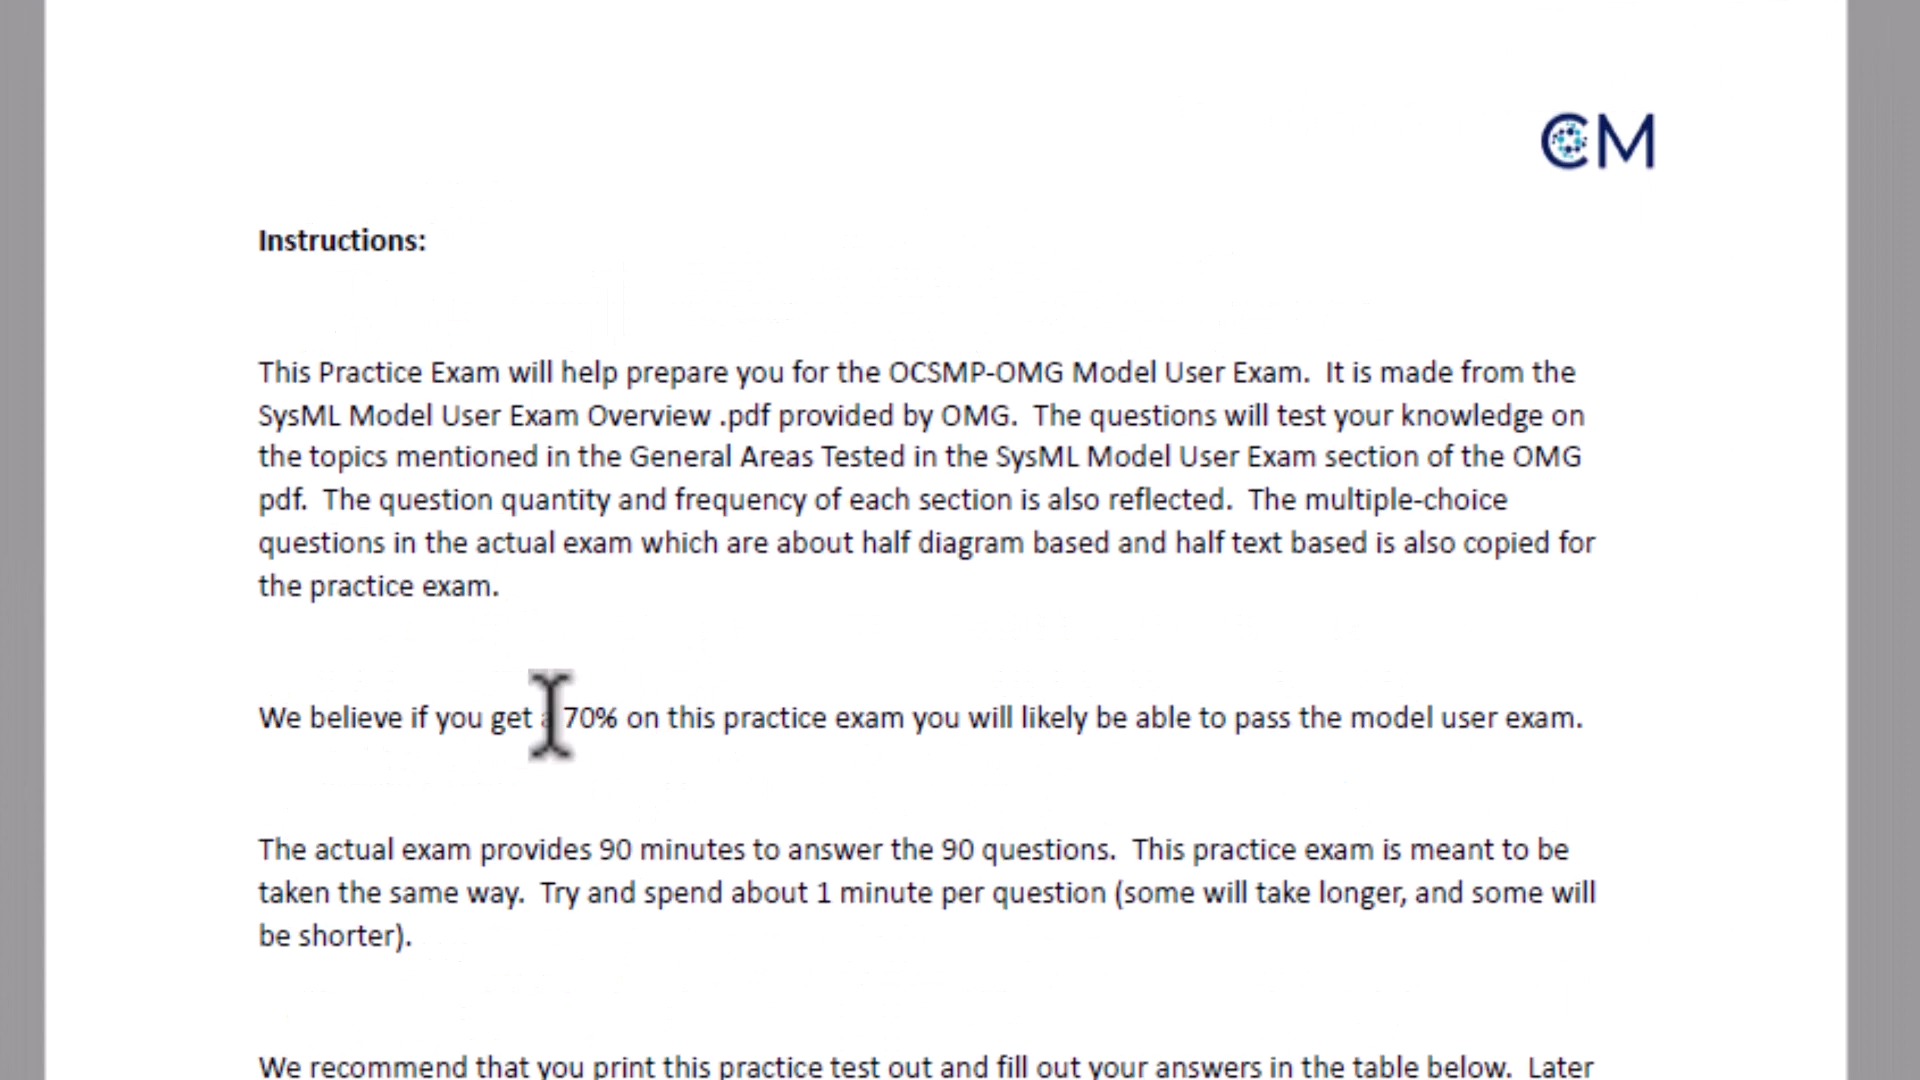 CM
Instructions:
This Practice Exam will help prepare you for the OCSMP-OMG Model User Exam.  It is made from the
SysML Model User Exam Overview .pdf provided by OMG.  The questions will test your knowledge on
the topics mentioned in the General Areas Tested in the SysML Model User Exam section of the OMG
pdf.  The question quantity and frequency of each section is also reflected.  The multiple-choice
questions in the actual exam which are about half diagram based and half text based is also copied for
the practice exam.
We believe if you get a 70% on this practice exam you will likely be able to pass the model user exam.
The actual exam provides 90 minutes to answer the 90 questions.  This practice exam is meant to be
taken the same way.  Try and spend about 1 minute per question (some will take longer, and some will
be shorter).
We recommend that you print this practice test out and fill out your answers in the table below.  Later